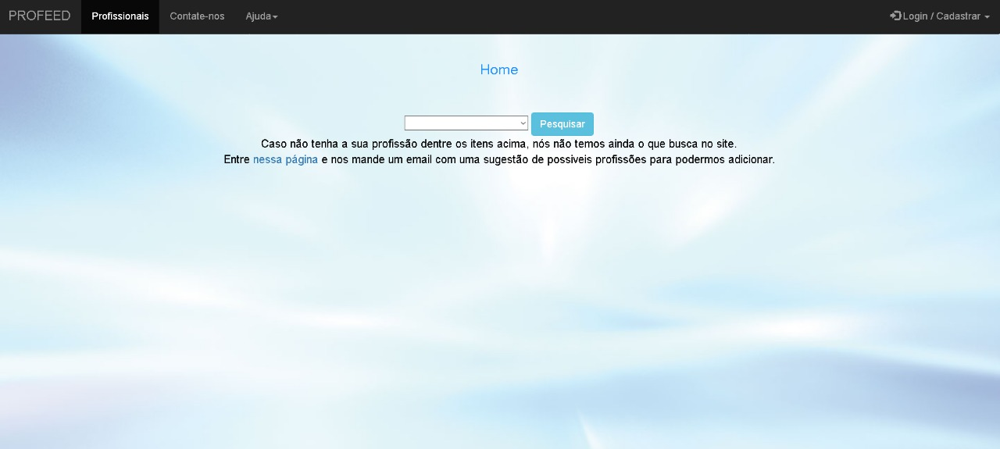 PROFEED Profissionais Contate-nos Ajuda Login / Cadastrar
Home
Pesquisar
Caso não tenha a sua profissão dentre os itens acima, nós não temos ainda o que busca no site.
Entre nessa página e nos mande um email com uma sugestão de possiveis profissões para podermos adicionar.